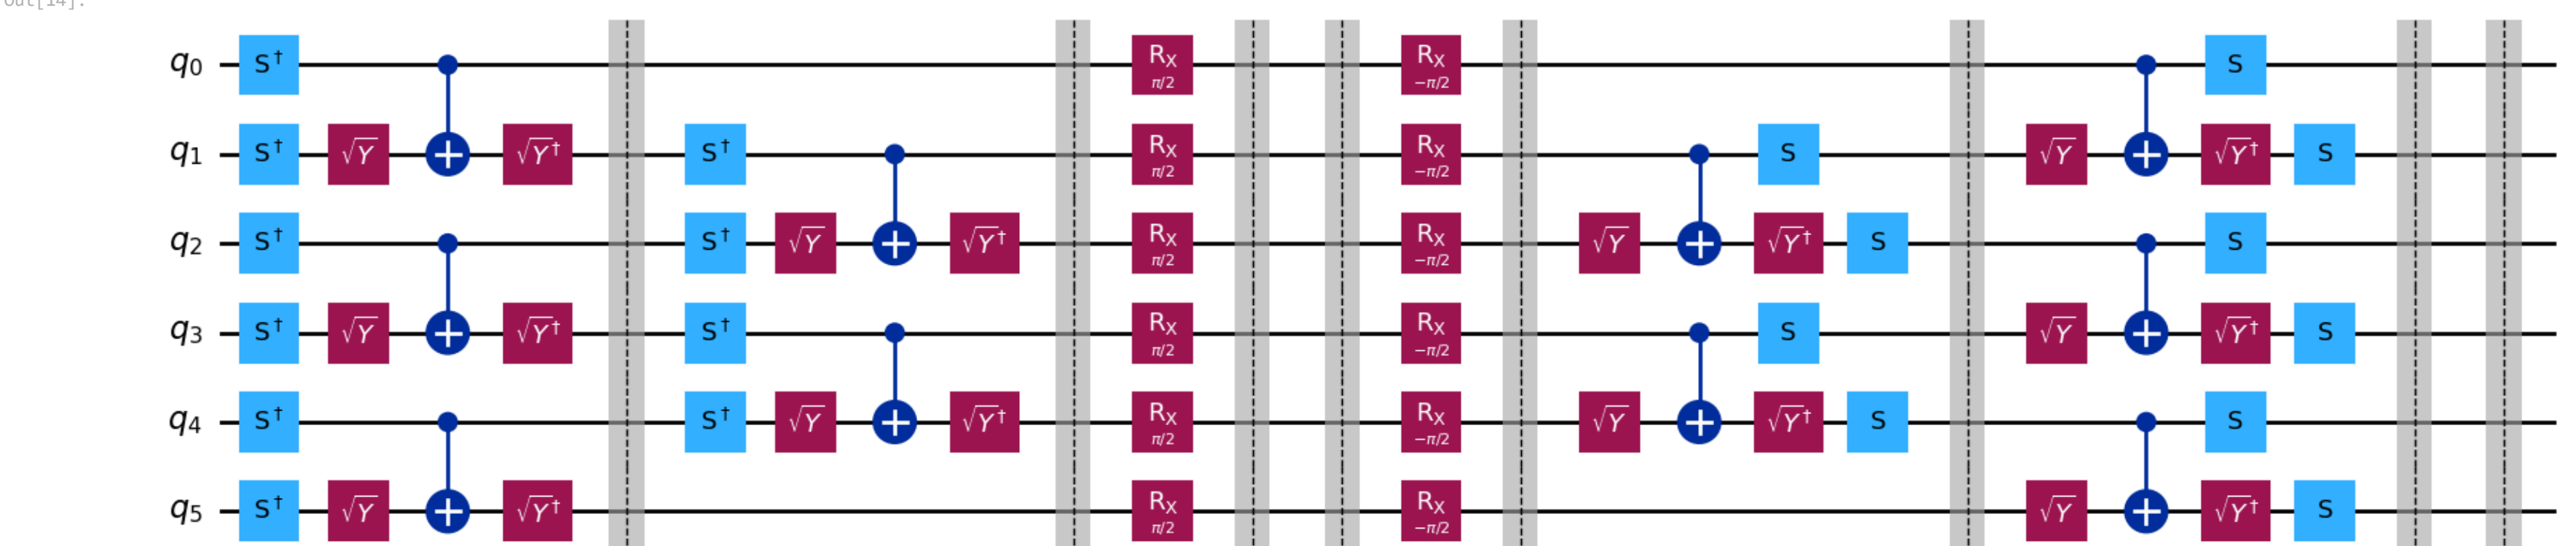 Out[14]:
q0 S† RX π/2 RX −π/2 S
q1 S† √Y √Y† S† RX π/2 RX −π/2 S √Y √Y† S
q2 S† S† √Y √Y† RX π/2 RX −π/2 √Y √Y† S S
q3 S† √Y √Y† S† RX π/2 RX −π/2 S √Y √Y† S
q4 S† S† √Y √Y† RX π/2 RX −π/2 √Y √Y† S S
q5 S† √Y √Y† RX π/2 RX −π/2 √Y √Y† S